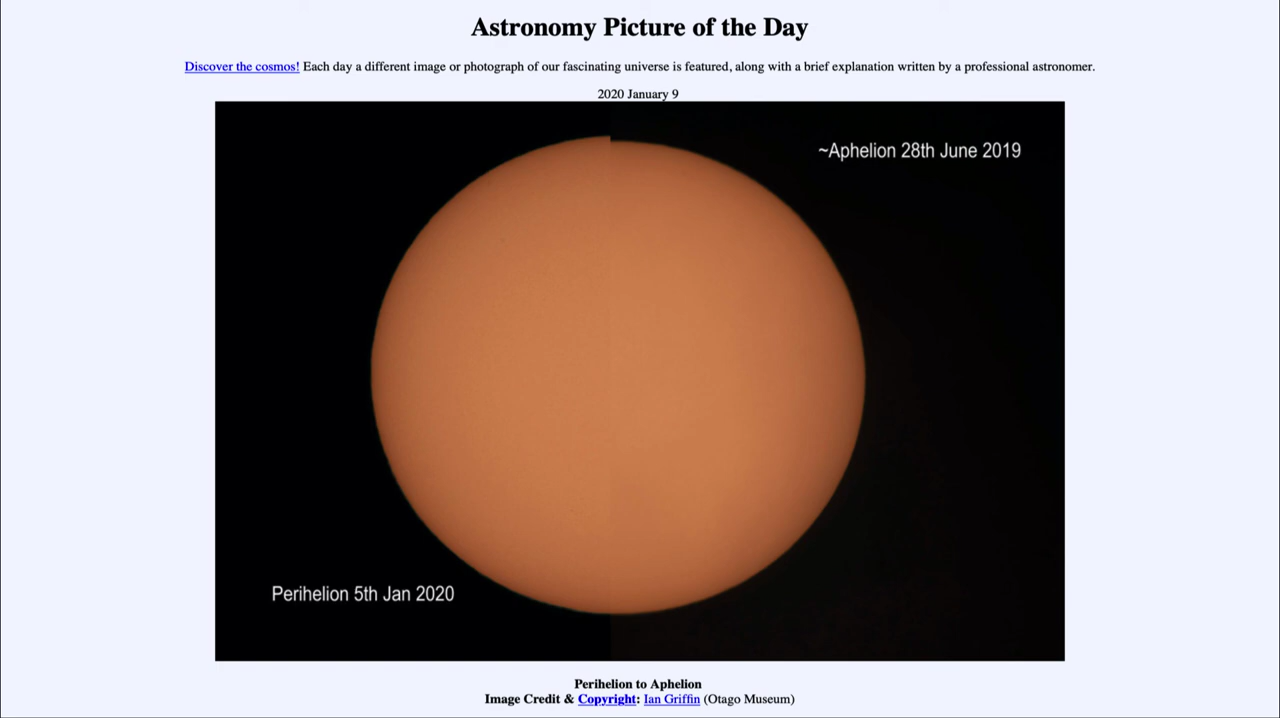 Astronomy Picture of the Day
Discover the cosmos! Each day a different image or photograph of our fascinating universe is featured, along with a brief explanation written by a professional astronomer.
2020 January 9
~Aphelion 28th June 2019
Perihelion 5th Jan 2020
Perihelion to Aphelion
Image Credit & Copyright: Ian Griffin (Otago Museum)